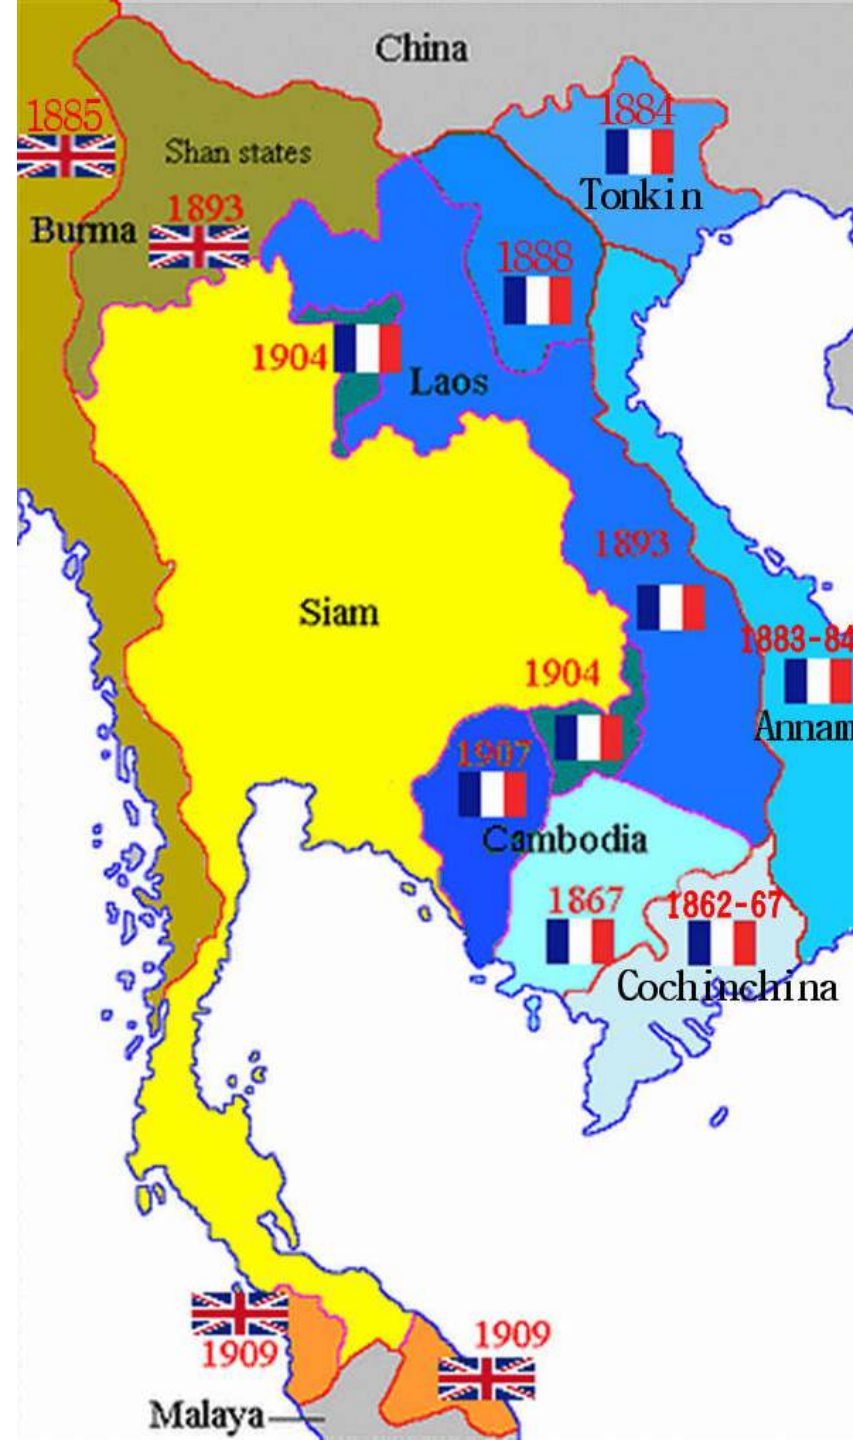 China
1885
1884
Shan states
Tonkin
1893
Burma
1888
1904
Laos
1893
Siam
1883-84
1904
Annam
1907
Cambodia
1867
1862-67
Cochinchina
1909
1909
Malaya